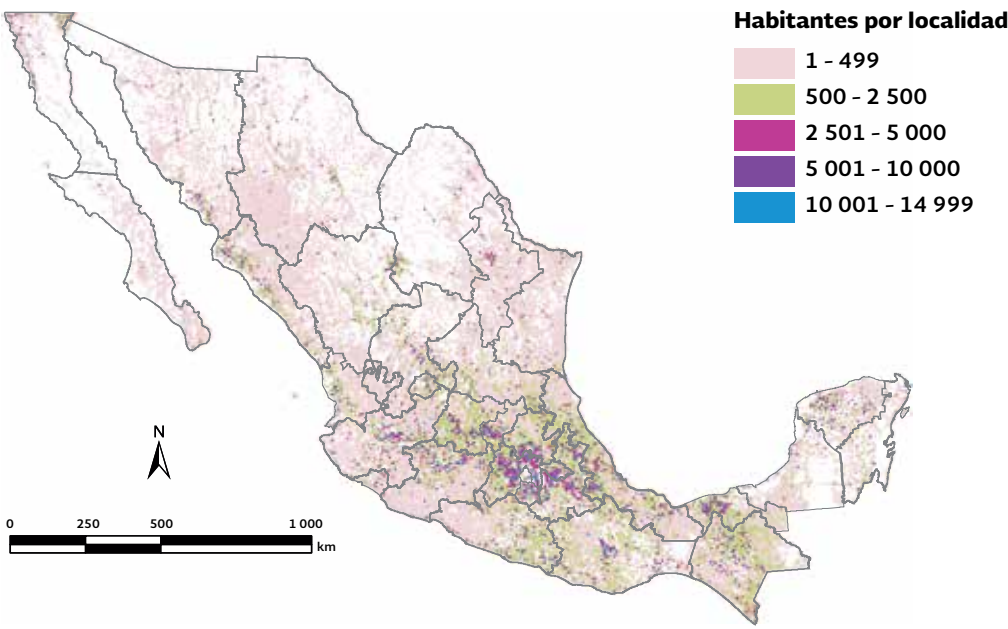 Habitantes por localidad
1 - 499
500 - 2 500
2 501 - 5 000
5 001 - 10 000
10 001 - 14 999
N
0 250 500 1 000
km